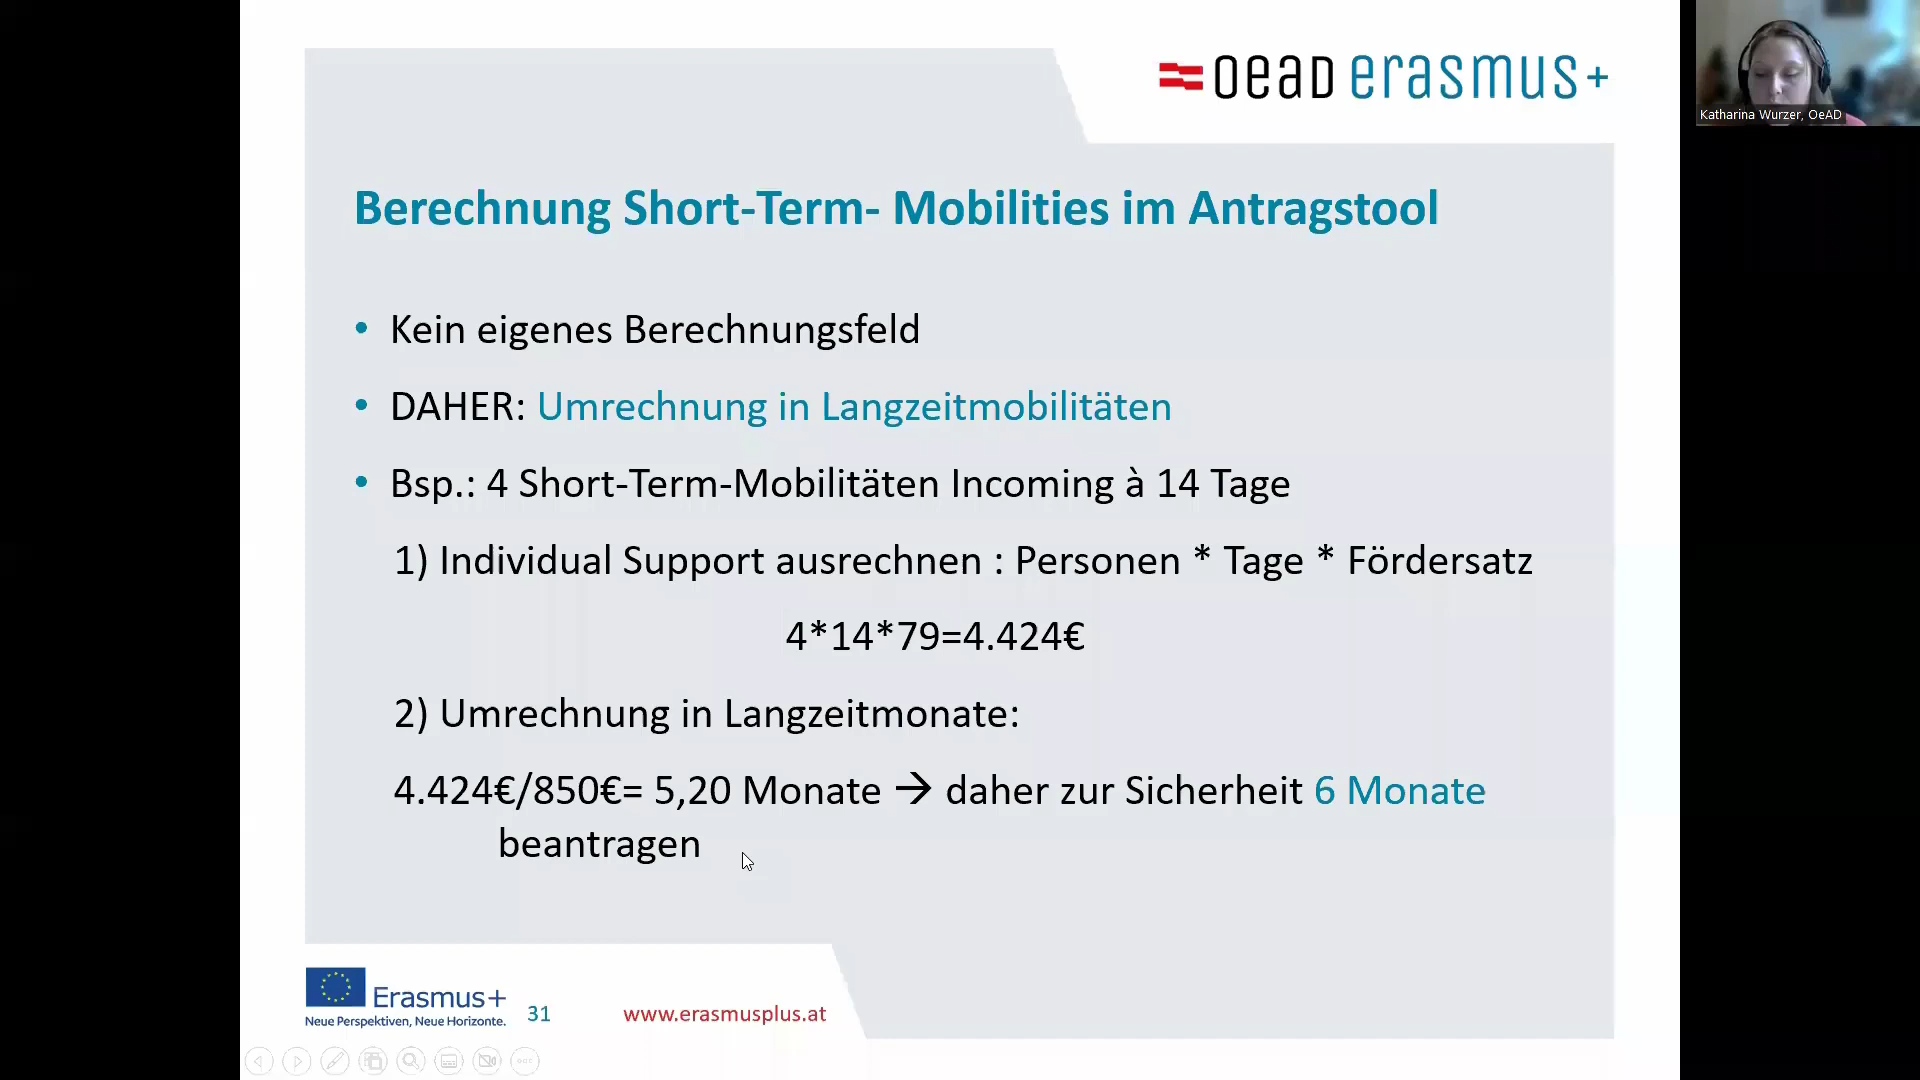 oead erasmus+
Katharina Wurzer, OeAD
Berechnung Short-Term- Mobilities im Antragstool
• Kein eigenes Berechnungsfeld
• DAHER: Umrechnung in Langzeitmobilitäten
• Bsp.: 4 Short-Term-Mobilitäten Incoming à 14 Tage
1) Individual Support ausrechnen : Personen * Tage * Fördersatz
4*14*79=4.424€
2) Umrechnung in Langzeitmonate:
4.424€/850€= 5,20 Monate → daher zur Sicherheit 6 Monate
beantragen
Erasmus+
Neue Perspektiven, Neue Horizonte.
31
www.erasmusplus.at